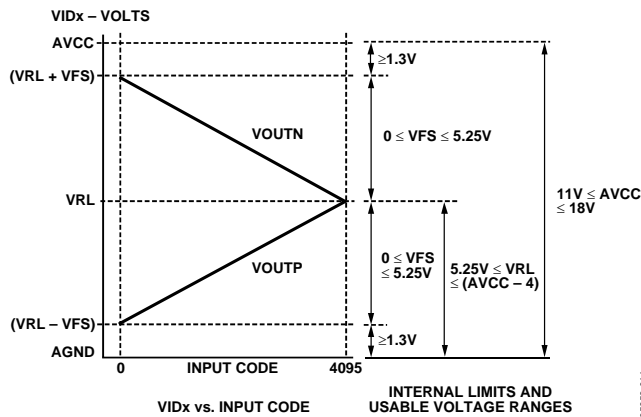 VIDx – VOLTS
AVCC
(VRL + VFS)
VRL
(VRL – VFS)
AGND
VOUTN
VOUTP
0
INPUT CODE
4095
VIDx vs. INPUT CODE
≥1.3V
0 ≤ VFS ≤ 5.25V
0 ≤ VFS
≤ 5.25V
≥1.3V
5.25V ≤ VRL
≤ (AVCC – 4)
11V ≤ AVCC
≤ 18V
INTERNAL LIMITS AND
USABLE VOLTAGE RANGES